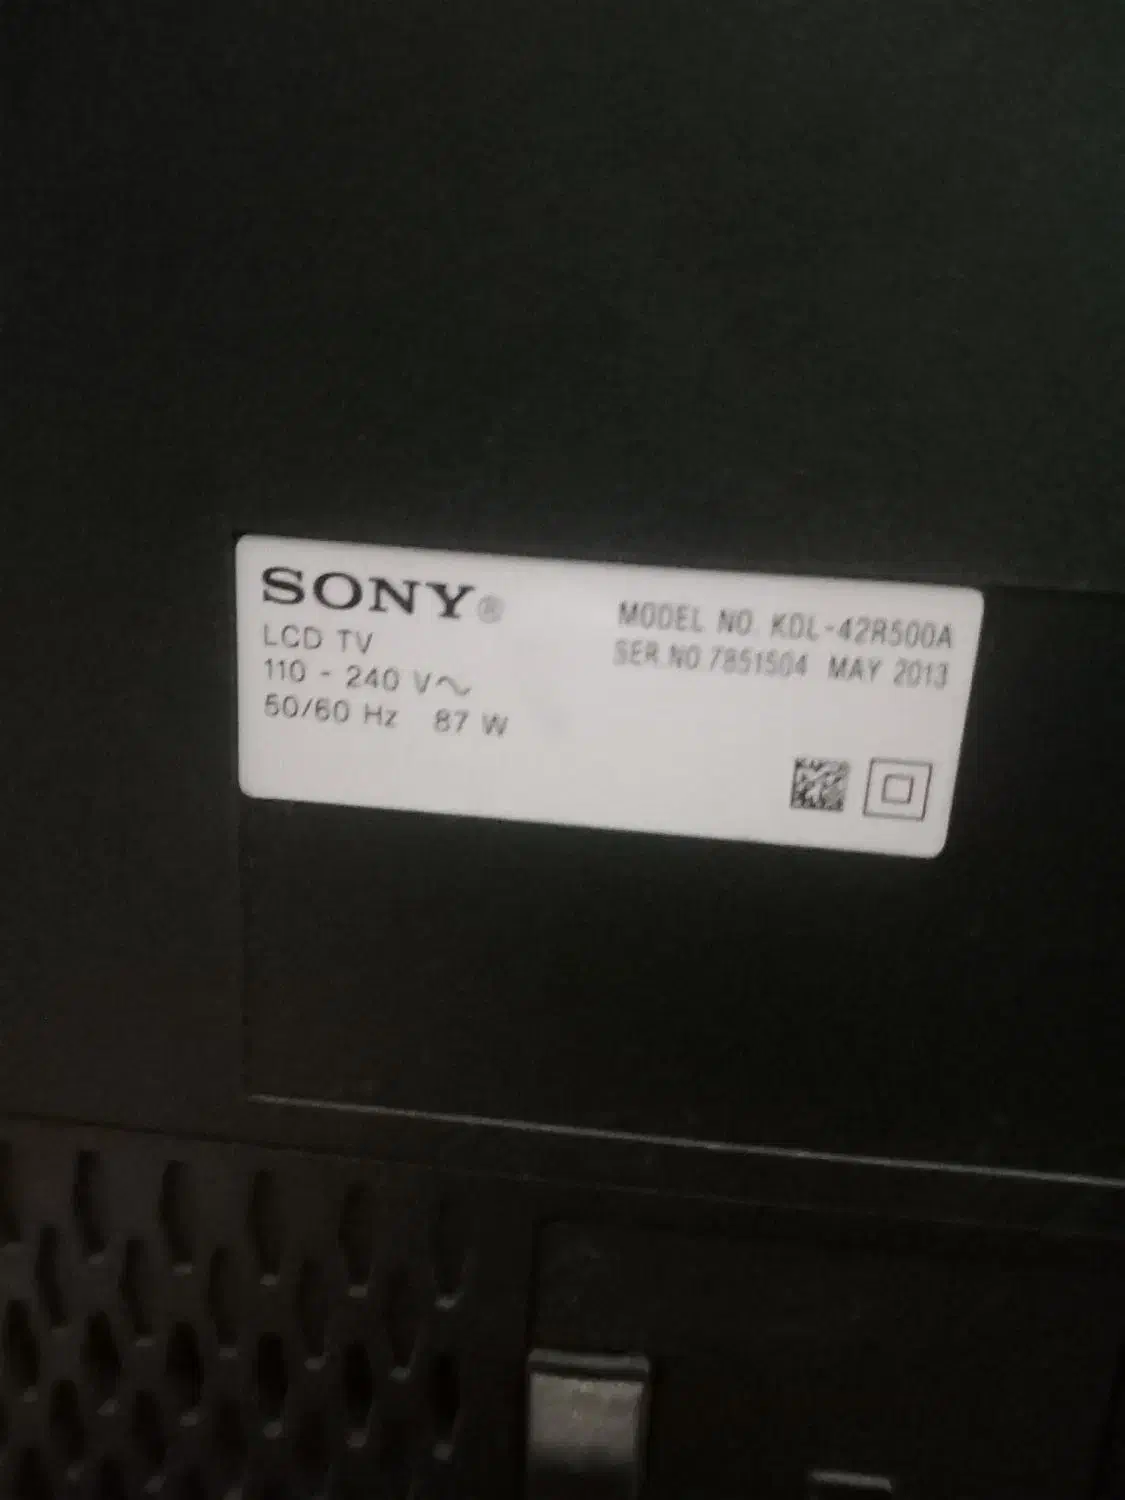 SONY®
LCD TV
110 - 240 V~
50/60 Hz 87 W
MODEL NO. KDL-42R500A
SER.NO 7851504 MAY 2013